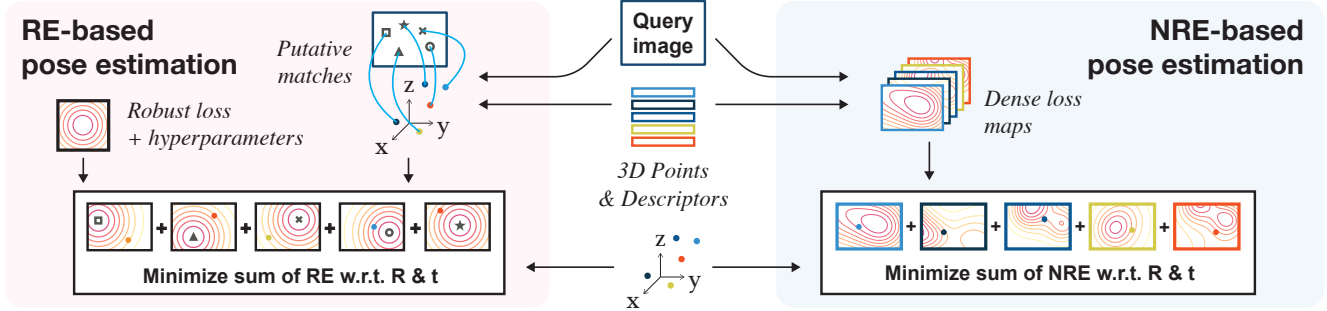 RE-based
pose estimation
Putative
matches
Robust loss
+ hyperparameters
z
y
x
+ + + +
Minimize sum of RE w.r.t. R & t
Query
image
3D Points
& Descriptors
z
y
x
NRE-based
pose estimation
Dense loss
maps
+ + + +
Minimize sum of NRE w.r.t. R & t